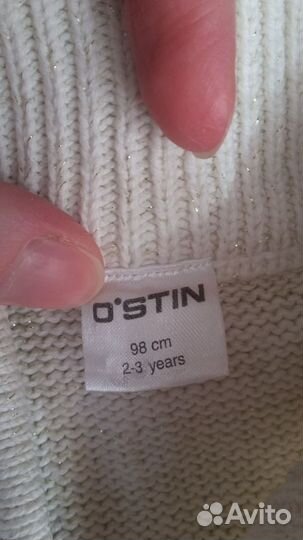 O'STIN
98 cm
2-3 years
Avito